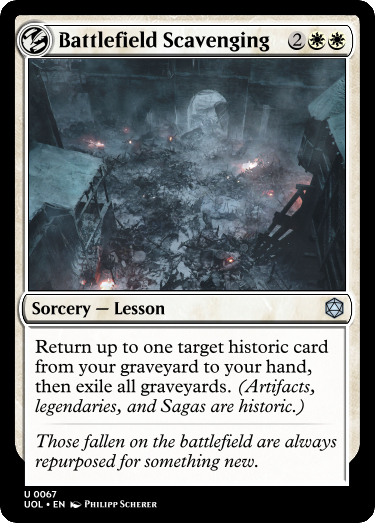 Battlefield Scavenging 2
Sorcery — Lesson
Return up to one target historic card
from your graveyard to your hand,
then exile all graveyards. (Artifacts,
legendaries, and Sagas are historic.)
Those fallen on the battlefield are always
repurposed for something new.
U 0067
UOL • EN Philipp Scherer